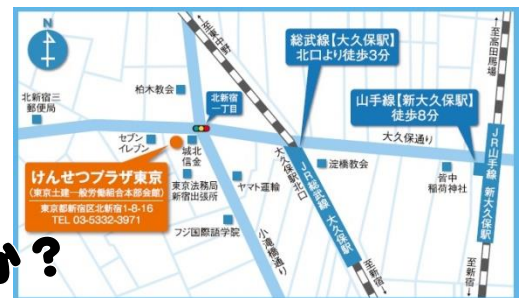 N
至東中野
総武線【大久保駅】
北口より徒歩3分
至高田馬場
柏木教会
北新宿三
郵便局
北新宿
一丁目
山手線【新大久保駅】
徒歩8分
大久保通り
セブン
イレブン
城北
信金
けんせつプラザ東京
(東京土建一般労働組合本部会館)
東京都新宿区北新宿1-8-16
TEL 03-5332-3971
東京法務局
新宿出張所
ヤマト運輸
フジ国際語学院
小滝橋通り
大久保駅北口
JR総武線 大久保駅
淀橋教会
皆中
稲荷神社
JR山手線 新大久保駅
至新宿
至新宿
か?